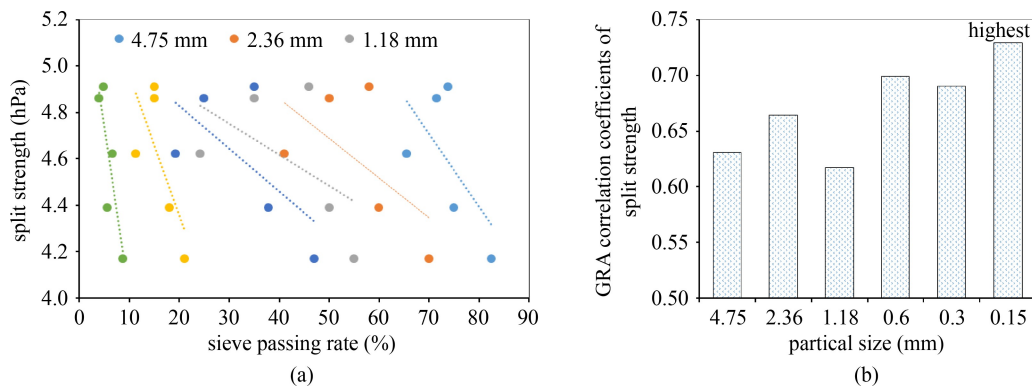 5.2
5.0
4.8
4.6
4.4
4.2
4.0
split strength (hPa)
4.75 mm
2.36 mm
1.18 mm
0 10 20 30 40 50 60 70 80 90
sieve passing rate (%)
(a)
0.75
0.70
0.65
0.60
0.55
0.50
GRA correlation coefficients of
split strength
highest
4.75 2.36 1.18 0.6 0.3 0.15
partical size (mm)
(b)